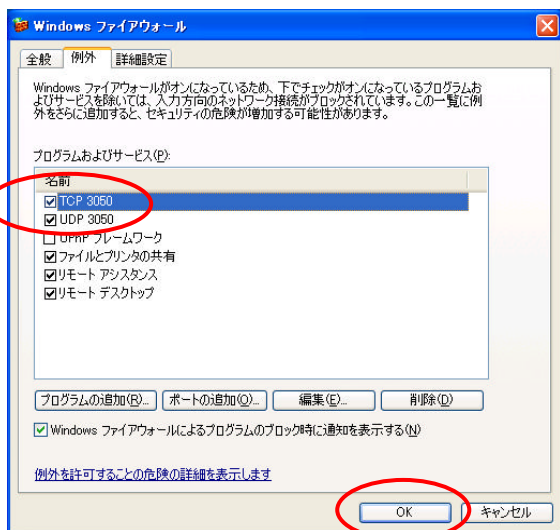 Windows ファイアウォール
全般 例外 詳細設定
Windows ファイアウォールがオンになっているため、下でチェックがオンになっているプログラムお
よびサービスを除いては、入力方向のネットワーク接続がブロックされています。この一覧に例
外をさらに追加すると、セキュリティの危険が増加する可能性があります。
プログラムおよびサービス(P):
名前
TCP 3050
UDP 3050
UPnP フレームワーク
ファイルとプリンタの共有
リモート アシスタンス
リモート デスクトップ
プログラムの追加(R)... ポートの追加(O)... 編集(E)... 削除(D)
Windows ファイアウォールによるプログラムのブロック時に通知を表示する(N)
例外を許可することの危険の詳細を表示します
OK キャンセル